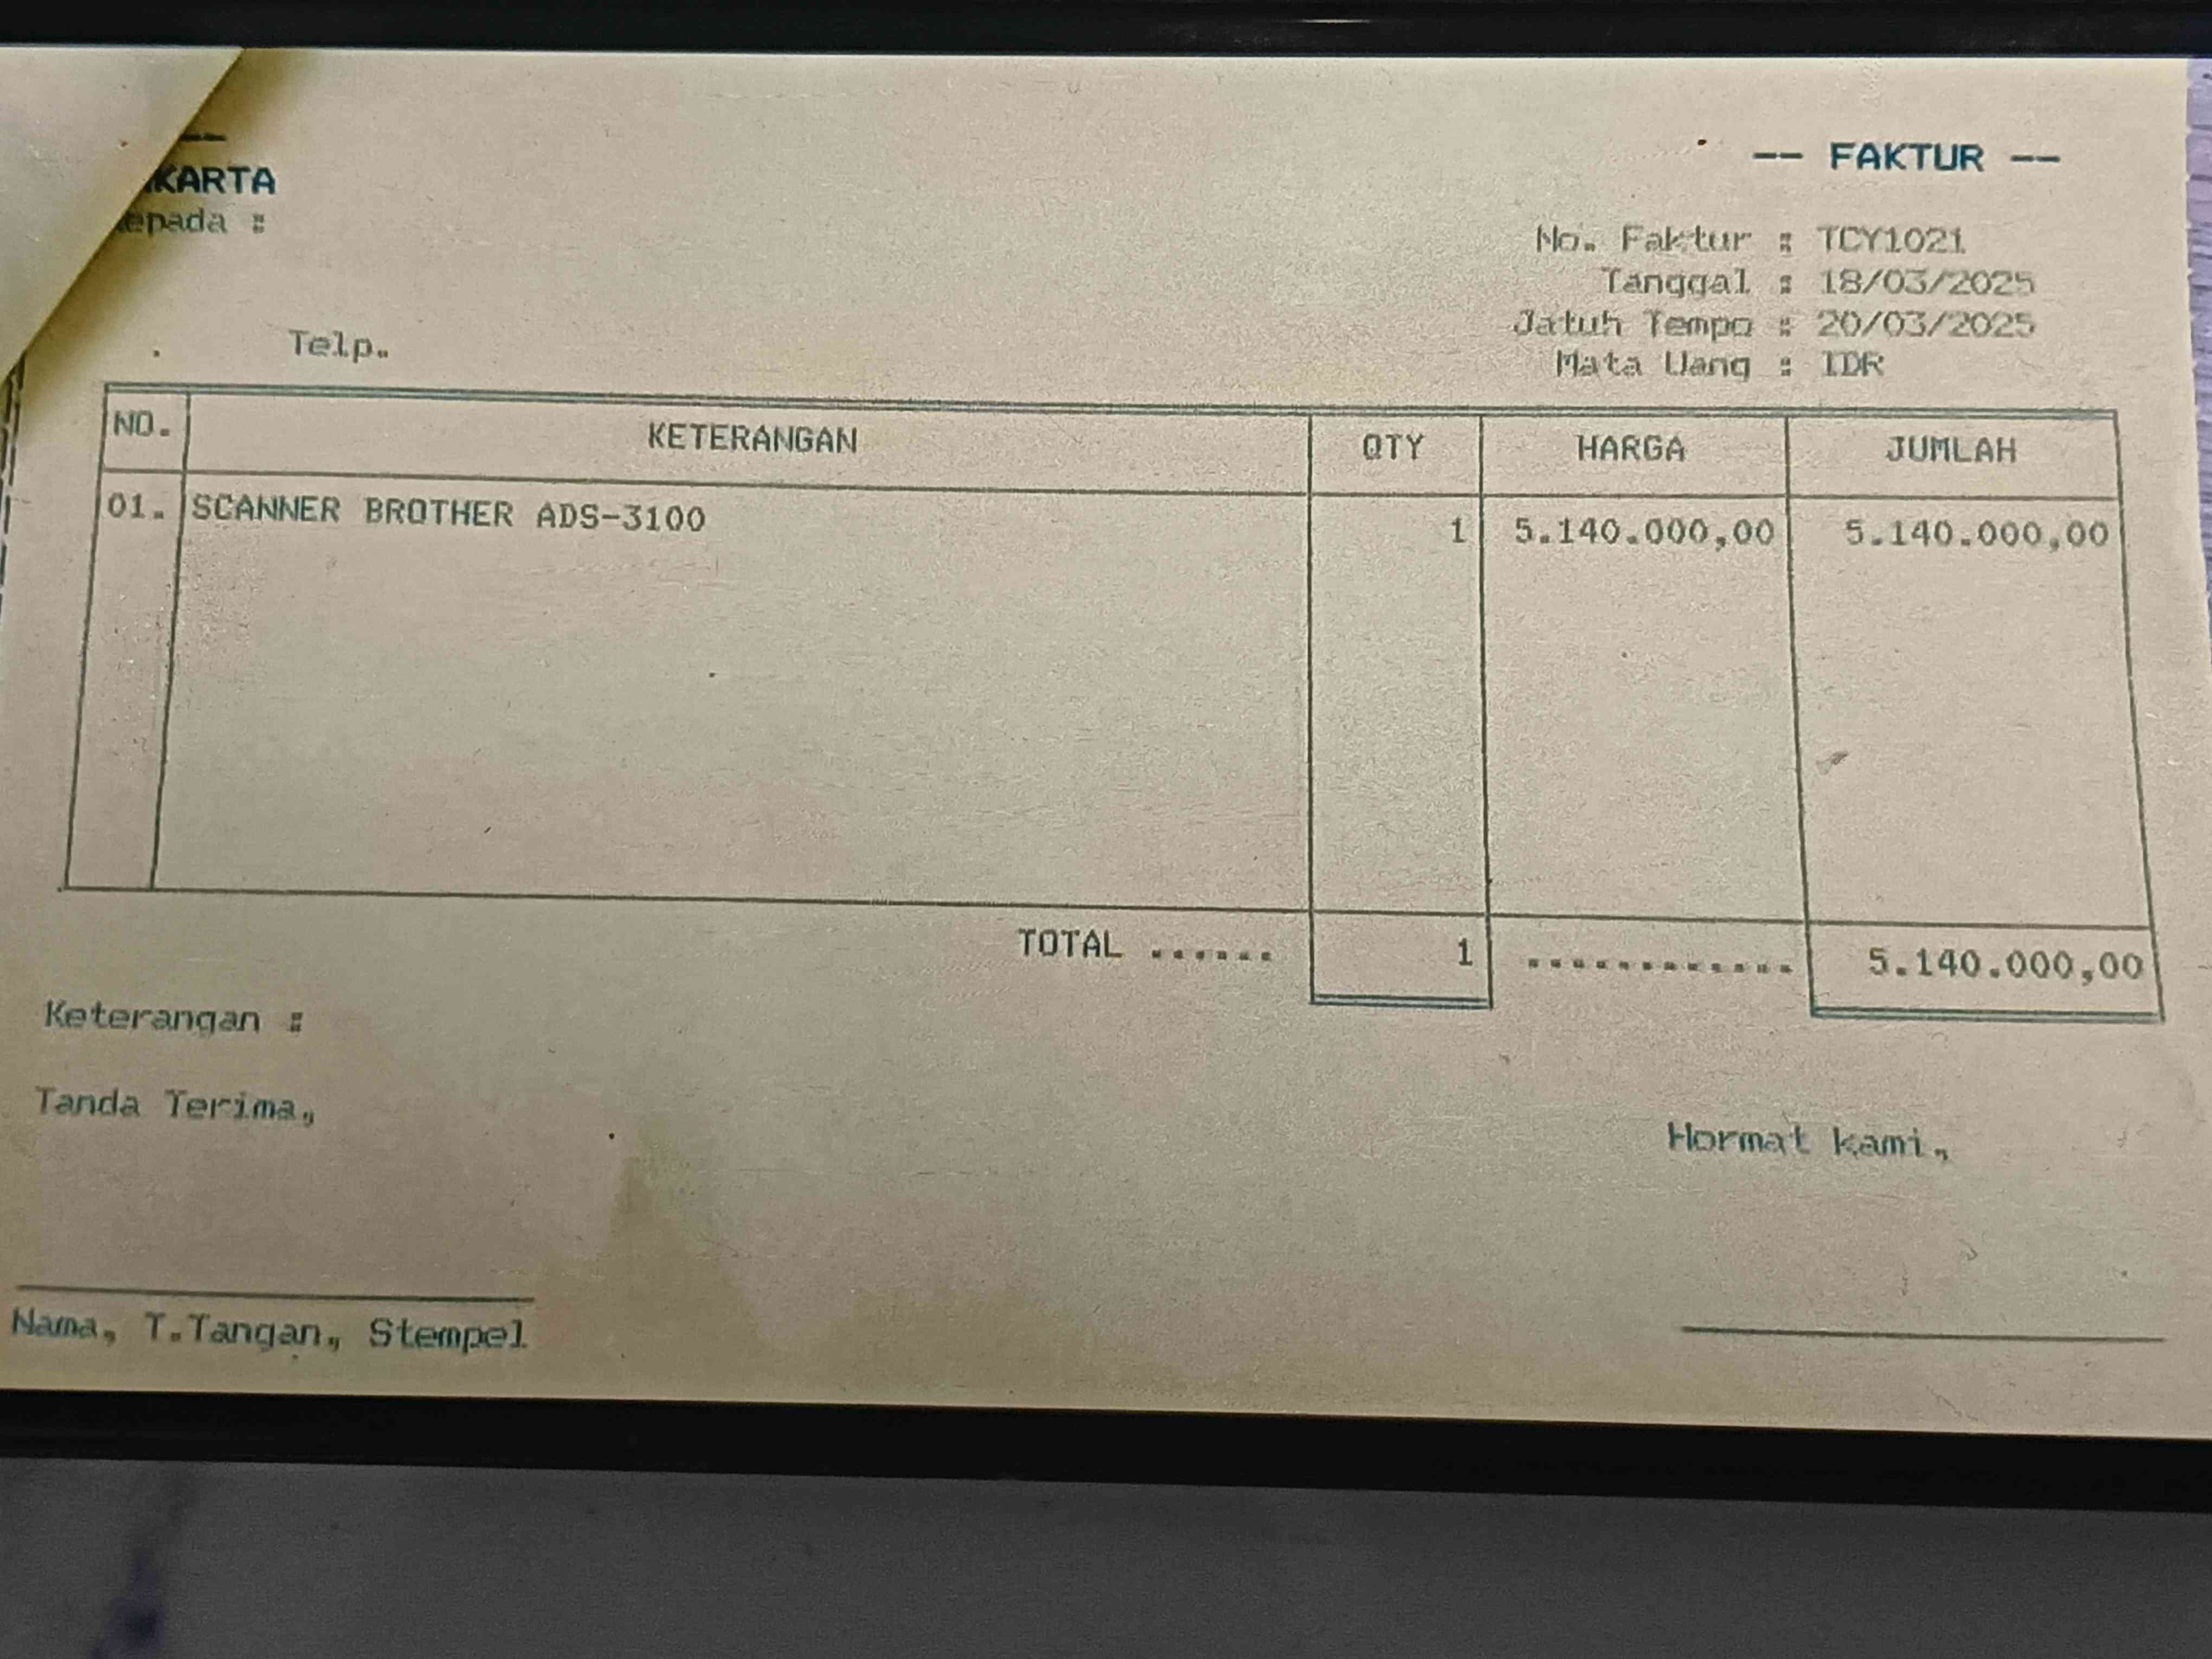 -- FAKTUR --
KARTA
epada :
No. Faktur : TCY1021
Tanggal : 18/03/2025
Jatuh Tempo : 20/03/2025
Mata Uang : IDR
Telp.
NO. KETERANGAN QTY HARGA JUMLAH
01. SCANNER BROTHER ADS-3100 1 5.140.000,00 5.140.000,00
TOTAL ...... 1 ............ 5.140.000,00
Keterangan :
Tanda Terima,
Hormat kami,
Nama, T.Tangan, Stempel